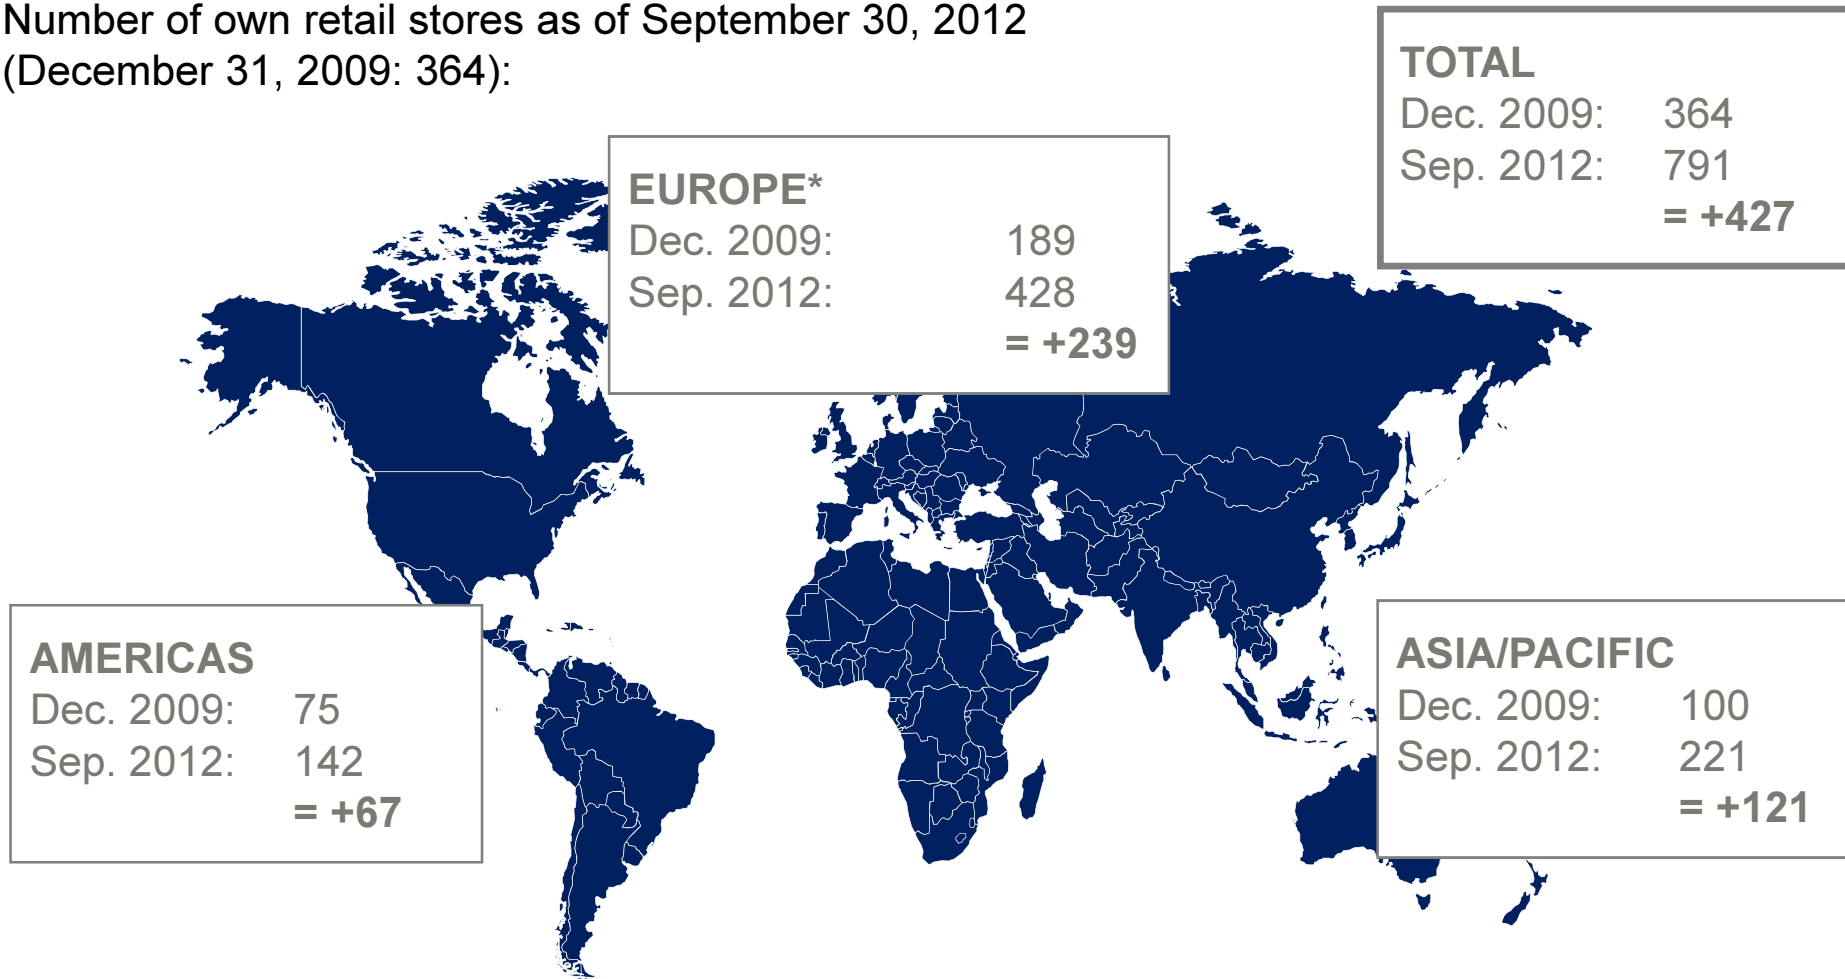 Number of own retail stores as of September 30, 2012
(December 31, 2009: 364):
TOTAL
Dec. 2009: 364
Sep. 2012: 791
= +427
EUROPE*
Dec. 2009: 189
Sep. 2012: 428
= +239
AMERICAS
Dec. 2009: 75
Sep. 2012: 142
= +67
ASIA/PACIFIC
Dec. 2009: 100
Sep. 2012: 221
= +121